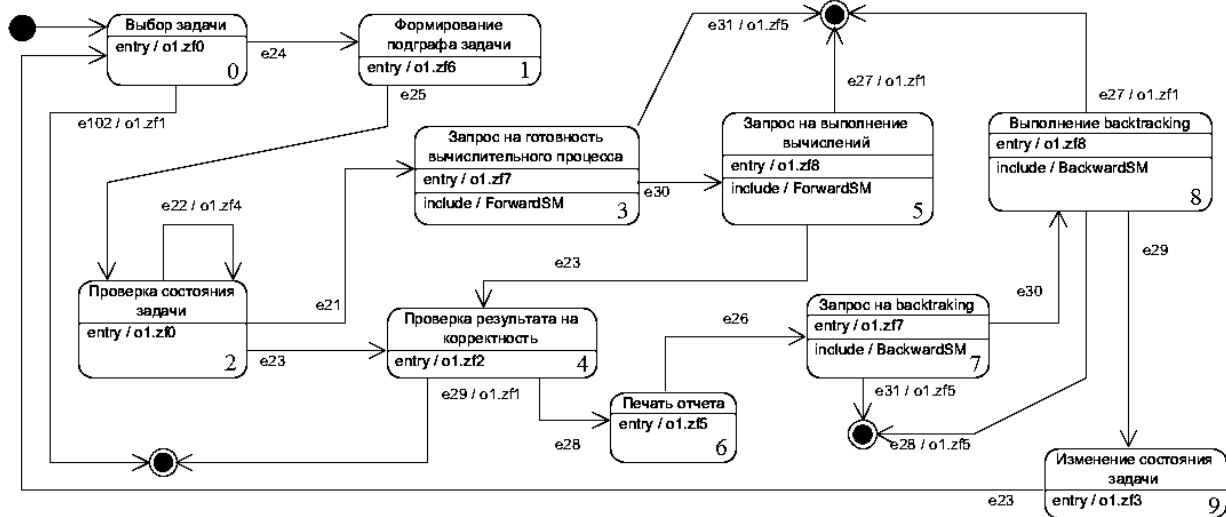 Выбор задачи
entry / o1.zf0
0
e24
Формирование
подграфа задачи
entry / o1.zf6
1
e31 / o1.zf5
e25
e102 / o1.zf1
e27 / o1.zf1
e27 / o1.zf1
Запрос на готовность
вычислительного процесса
entry / o1.zf7
include / ForwardSM
3
e30
Запрос на выполнение
вычислений
entry / o1.zf8
include / ForwardSM
5
Выполнение backtracking
entry / o1.zf8
include / BackwardSM
8
e22 / o1.zf4
e23
e29
Проверка состояния
задачи
entry / o1.zf0
2
e21
e23
Проверка результата на
корректность
entry / o1.zf2
4
e26
Запрос на backtraking
entry / o1.zf7
include / BackwardSM
7
e30
e29 / o1.zf1
e28
Печать отчета
entry / o1.zf5
6
e31 / o1.zf5
e28 / o1.zf5
Изменение состояния
задачи
entry / o1.zf3
9
e23